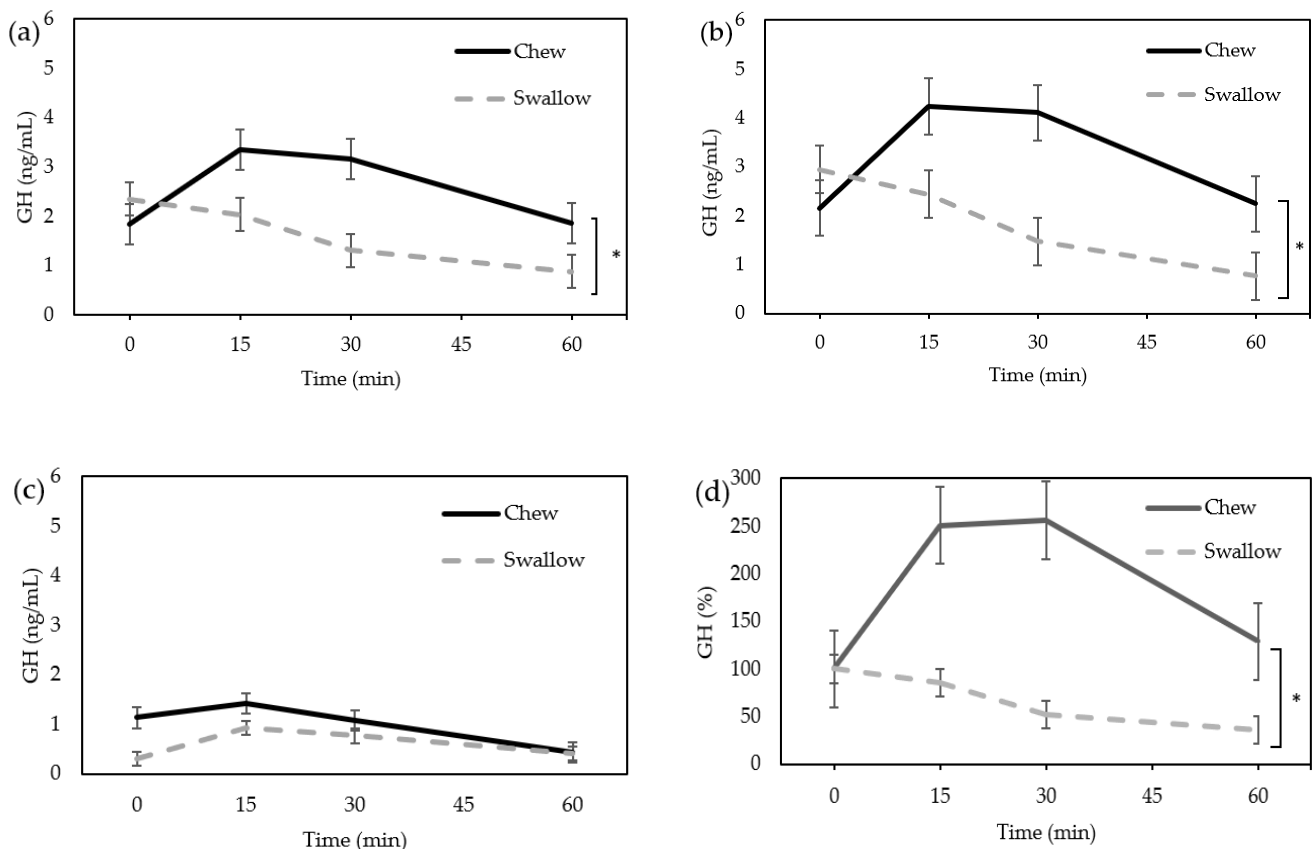 (a)
6
5
4
3
2
1
0
GH (ng/mL)
Chew
Swallow
*
0 15 30 45 60
Time (min)
(b)
6
5
4
3
2
1
0
GH (ng/mL)
Chew
Swallow
*
0 15 30 45 60
Time (min)
(c)
6
5
4
3
2
1
0
GH (ng/mL)
Chew
Swallow
0 15 30 45 60
Time (min)
(d)
300
250
200
150
100
50
0
GH (%)
Chew
Swallow
*
0 15 30 45 60
Time (min)